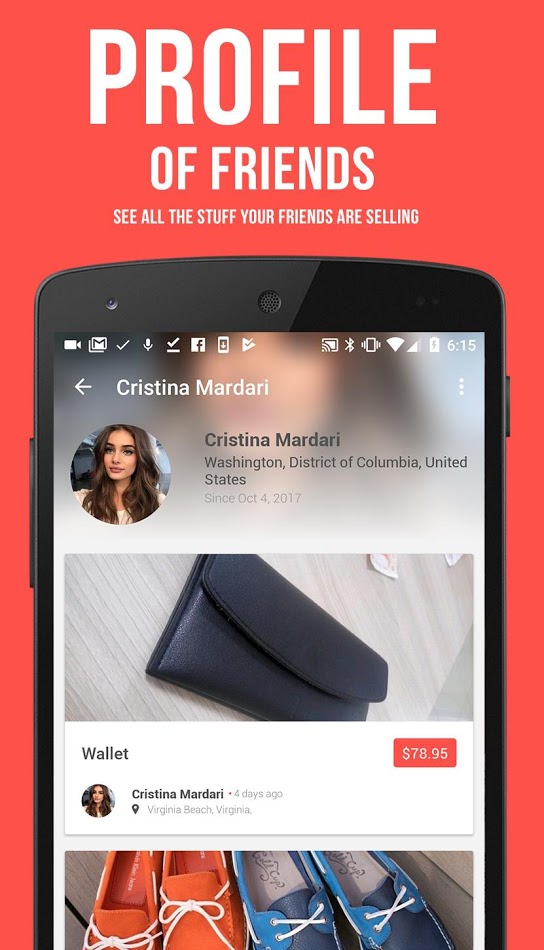 PROFILE
OF FRIENDS
SEE ALL THE STUFF YOUR FRIENDS ARE SELLING
6:15
Cristina Mardari
Cristina Mardari
Washington, District of Columbia, United
States
Since Oct 4, 2017
Wallet
$78.95
Cristina Mardari • 4 days ago
Virginia Beach, Virginia,